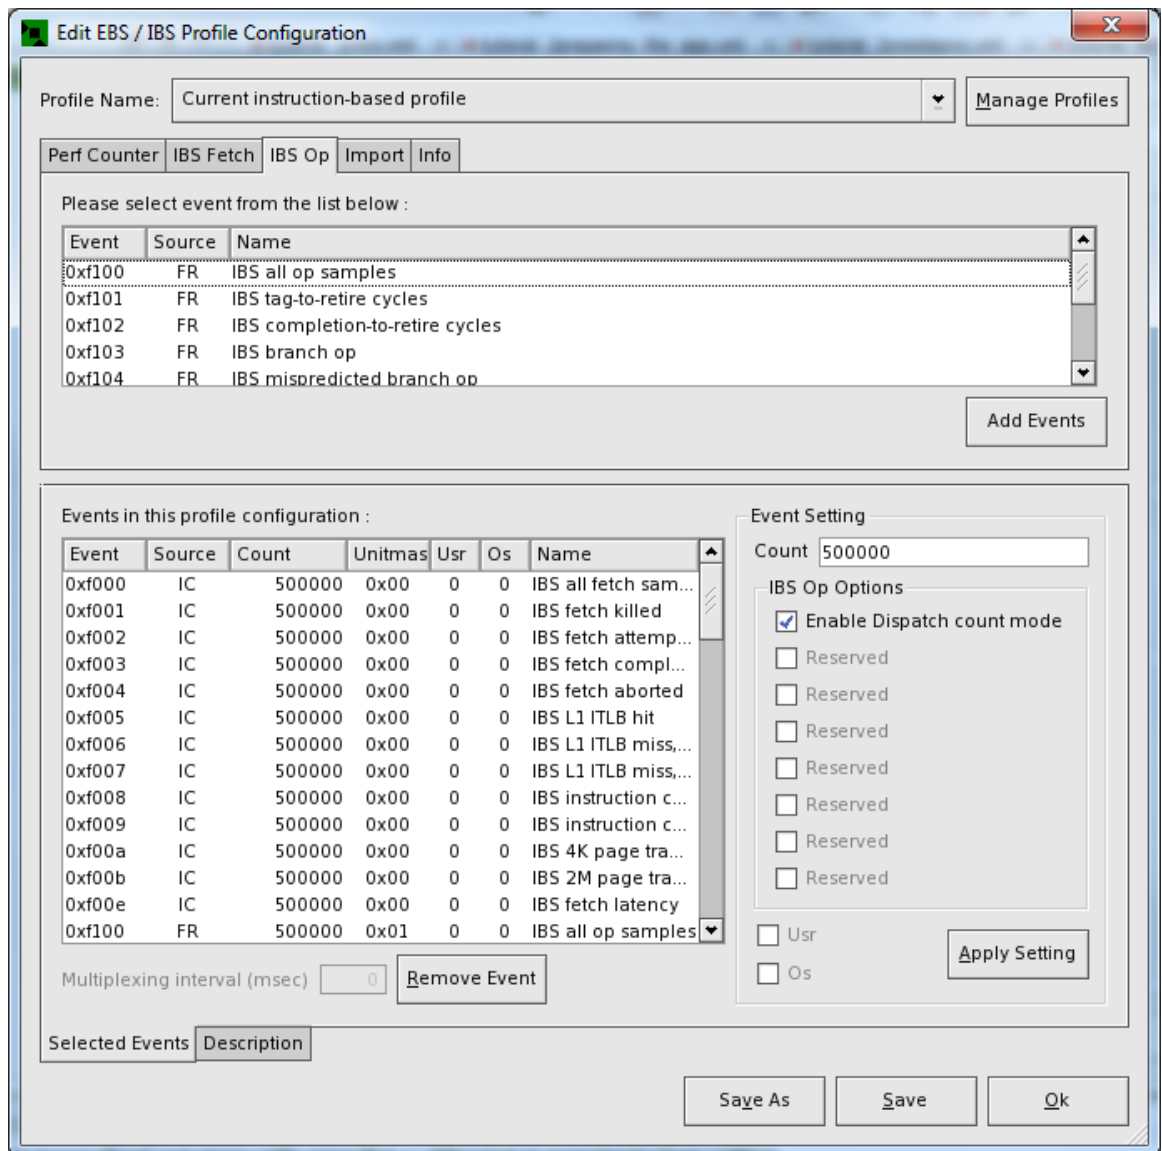 Edit EBS / IBS Profile Configuration
Profile Name: Current instruction-based profile Manage Profiles
Perf Counter IBS Fetch IBS Op Import Info
Please select event from the list below :
Event Source Name
0xf100 FR IBS all op samples
0xf101 FR IBS tag-to-retire cycles
0xf102 FR IBS completion-to-retire cycles
0xf103 FR IBS branch op
0xf104 FR IBS mispredicted branch op
Add Events
Events in this profile configuration :
Event Source Count Unitmas Usr Os Name
0xf000 IC 500000 0x00 0 0 IBS all fetch sam...
0xf001 IC 500000 0x00 0 0 IBS fetch killed
0xf002 IC 500000 0x00 0 0 IBS fetch attemp...
0xf003 IC 500000 0x00 0 0 IBS fetch compl...
0xf004 IC 500000 0x00 0 0 IBS fetch aborted
0xf005 IC 500000 0x00 0 0 IBS L1 ITLB hit
0xf006 IC 500000 0x00 0 0 IBS L1 ITLB miss,...
0xf007 IC 500000 0x00 0 0 IBS L1 ITLB miss,...
0xf008 IC 500000 0x00 0 0 IBS instruction c...
0xf009 IC 500000 0x00 0 0 IBS instruction c...
0xf00a IC 500000 0x00 0 0 IBS 4K page tra...
0xf00b IC 500000 0x00 0 0 IBS 2M page tra...
0xf00e IC 500000 0x00 0 0 IBS fetch latency
0xf100 FR 500000 0x01 0 0 IBS all op samples
Multiplexing interval (msec) 0 Remove Event
Event Setting
Count 500000
IBS Op Options
Enable Dispatch count mode
Reserved
Reserved
Reserved
Reserved
Reserved
Reserved
Reserved
Usr
Os
Apply Setting
Selected Events Description
Save As Save Ok